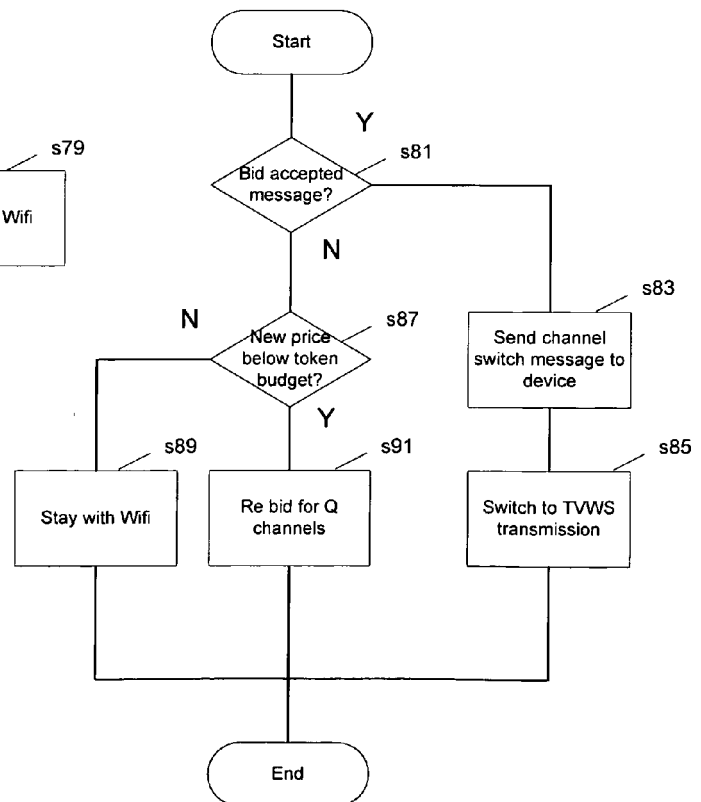 Start
Y
s81
Bid accepted
message?
s79
Wifi
N
s83
N
s87
New price
below token
budget?
Send channel
switch message to
device
Y
s89
s91
s85
Stay with Wifi
Re bid for Q
channels
Switch to TVWS
transmission
End